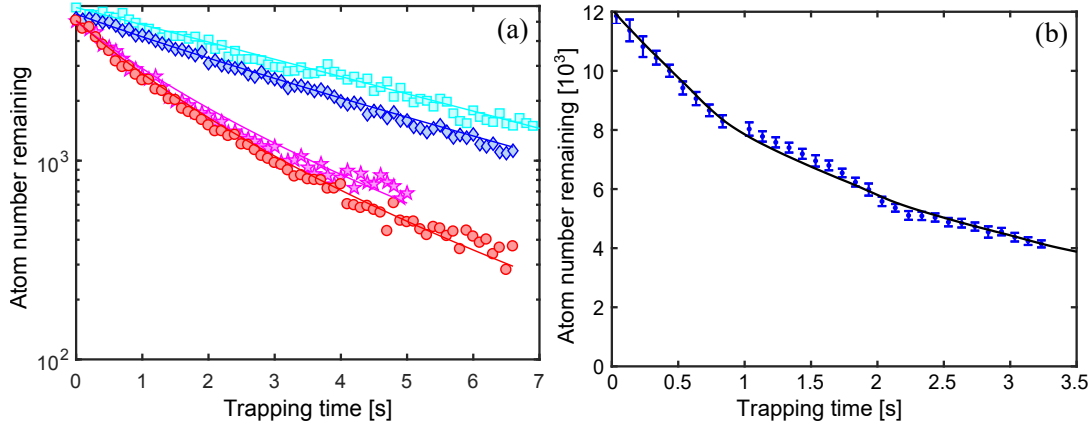 (a)
Atom number remaining
10^3
10^2
0 1 2 3 4 5 6 7
Trapping time [s]
(b)
Atom number remaining [10^3]
12
10
8
6
4
2
0
0 0.5 1 1.5 2 2.5 3 3.5
Trapping time [s]